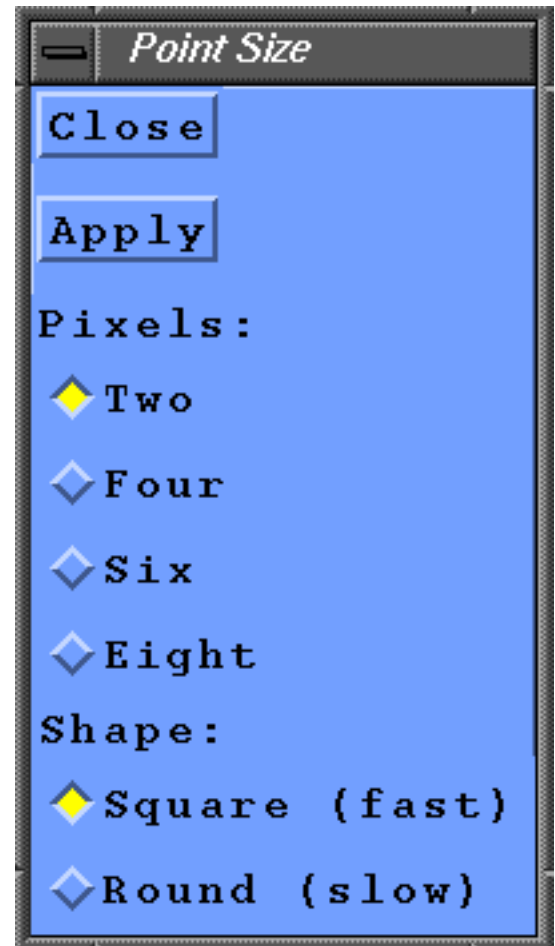 Point Size
Close
Apply
Pixels:
Two
Four
Six
Eight
Shape:
Square (fast)
Round (slow)